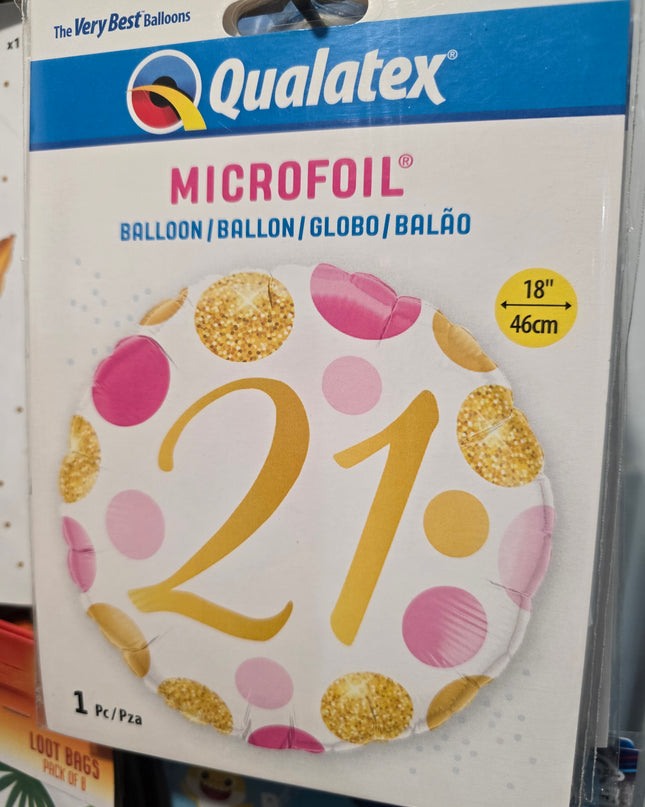 The Very Best™ Balloons
x1
Qualatex®
MICROFOIL®
BALLOON/BALLON/GLOBO/BALÃO
18"
46cm
21
1 Pc/Pza
LOOT BAGS
PACK OF 8